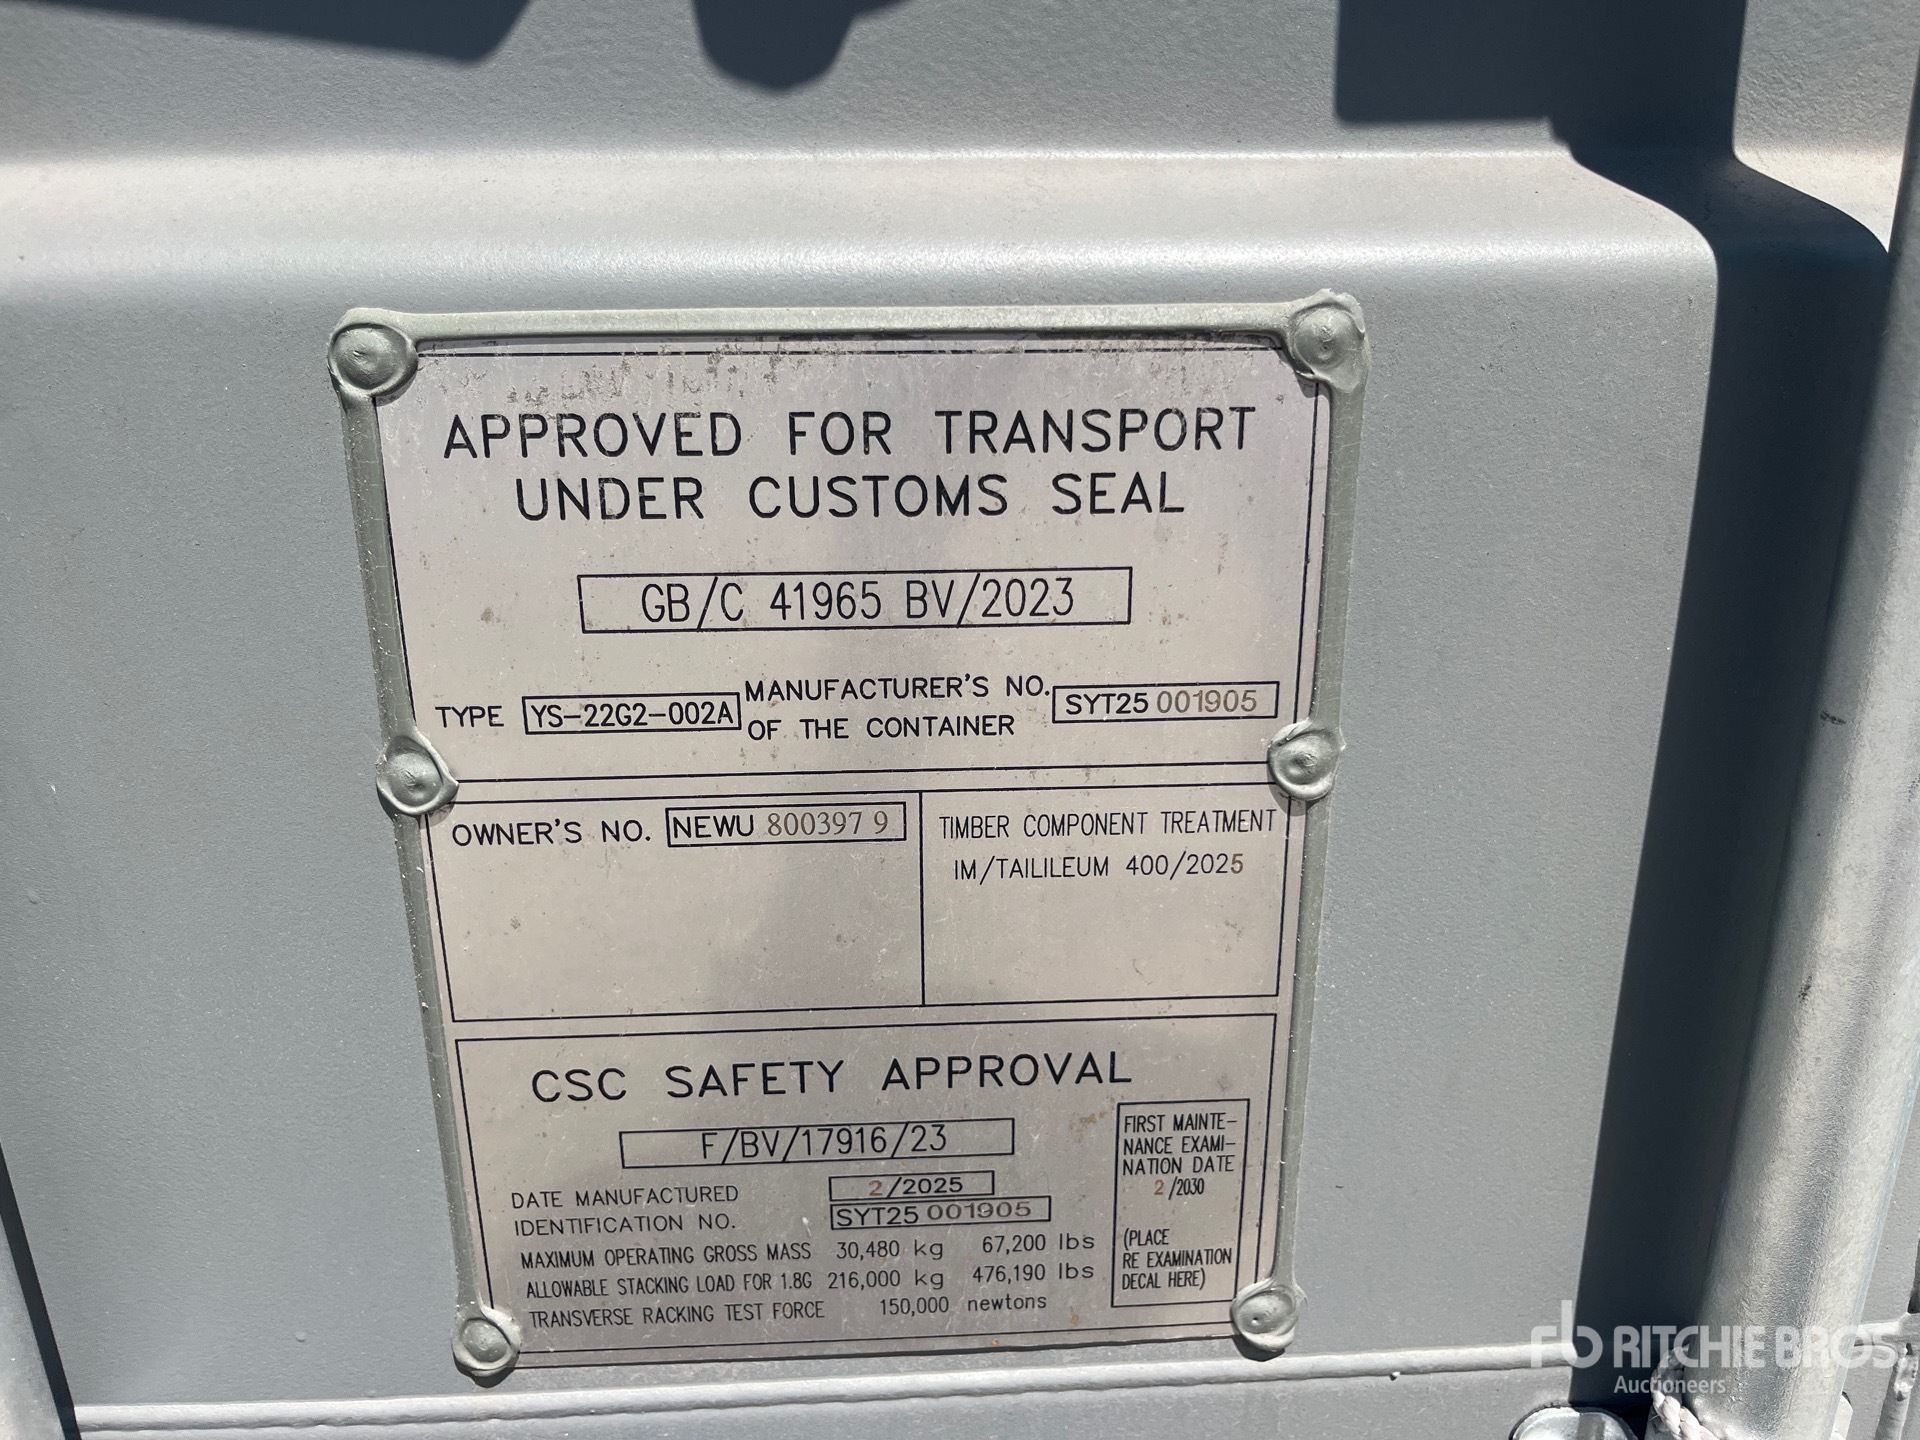 APPROVED FOR TRANSPORT
UNDER CUSTOMS SEAL
GB/C 41965 BV/2023
TYPE YS-22G2-002A MANUFACTURER'S NO. OF THE CONTAINER SYT25 001905
OWNER'S NO. NEWU 800397 9
TIMBER COMPONENT TREATMENT
IM/TAILILEUM 400/2025
CSC SAFETY APPROVAL
F/BV/17916/23
DATE MANUFACTURED 2/2025
IDENTIFICATION NO. SYT25 001905
MAXIMUM OPERATING GROSS MASS 30,480 kg 67,200 lbs
ALLOWABLE STACKING LOAD FOR 1.8G 216,000 kg 476,190 lbs
TRANSVERSE RACKING TEST FORCE 150,000 newtons
FIRST MAINTE-
NANCE EXAMI-
NATION DATE
2/2030
(PLACE
RE EXAMINATION
DECAL HERE)
rb RITCHIE BROS.
Auctioneers